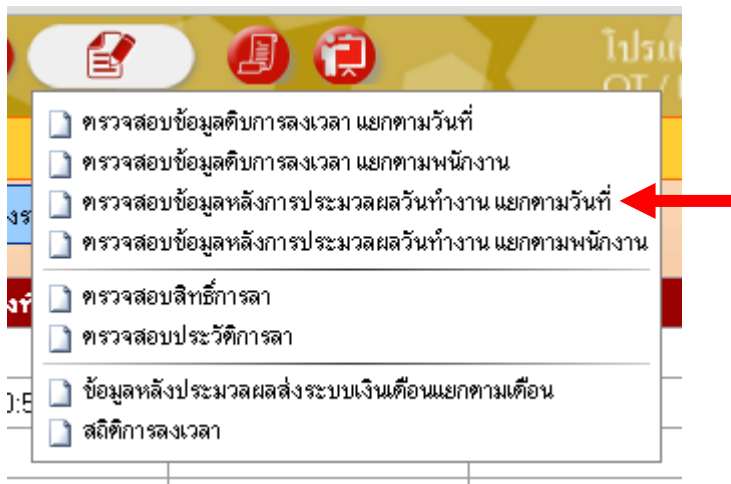 โปรแ
OT /
ตรวจสอบข้อมูลดิบการลงเวลา แยกตามวันที่
ตรวจสอบข้อมูลดิบการลงเวลา แยกตามพนักงาน
ตรวจสอบข้อมูลหลังการประมวลผลวันทำงาน แยกตามวันที่
ตรวจสอบข้อมูลหลังการประมวลผลวันทำงาน แยกตามพนักงาน
ตรวจสอบสิทธิ์การลา
ตรวจสอบประวัติการลา
ข้อมูลหลังประมวลผลส่งระบบเงินเดือนแยกตามเดือน
สถิติการลงเวลา